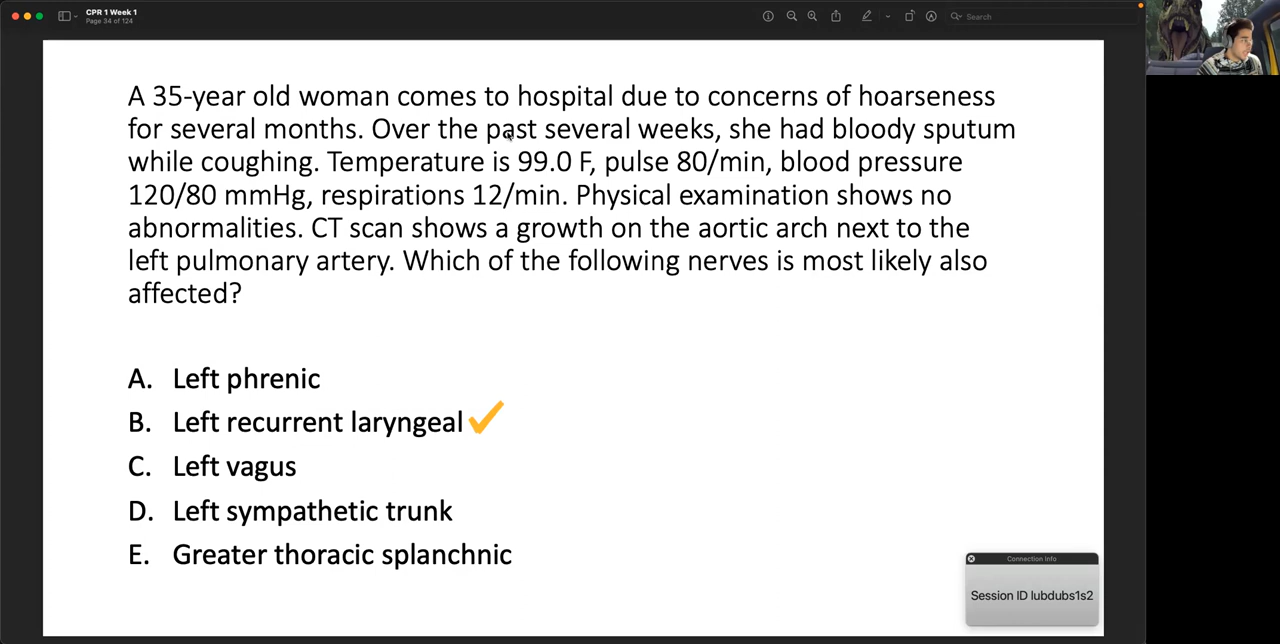 CPR 1 Week 1
Page 34 of 124
Search
A 35-year old woman comes to hospital due to concerns of hoarseness
for several months. Over the past several weeks, she had bloody sputum
while coughing. Temperature is 99.0 F, pulse 80/min, blood pressure
120/80 mmHg, respirations 12/min. Physical examination shows no
abnormalities. CT scan shows a growth on the aortic arch next to the
left pulmonary artery. Which of the following nerves is most likely also
affected?
A. Left phrenic
B. Left recurrent laryngeal
C. Left vagus
D. Left sympathetic trunk
E. Greater thoracic splanchnic
Connection Info
Session ID lubdubs1s2